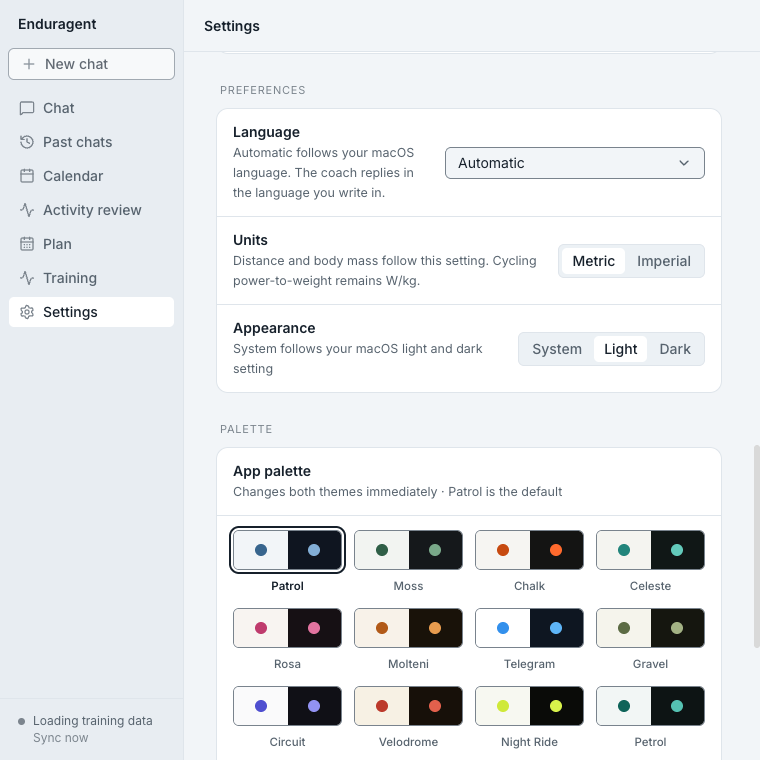 Enduragent
New chat
Chat
Past chats
Calendar
Activity review
Plan
Training
Settings
Loading training data
Sync now
Settings
PREFERENCES
Language
Automatic follows your macOS
language. The coach replies in
the language you write in.
Automatic
Units
Distance and body mass follow this setting. Cycling
power-to-weight remains W/kg.
Metric Imperial
Appearance
System follows your macOS light and dark
setting
System Light Dark
PALETTE
App palette
Changes both themes immediately · Patrol is the default
Patrol Moss Chalk Celeste
Rosa Molteni Telegram Gravel
Circuit Velodrome Night Ride Petrol